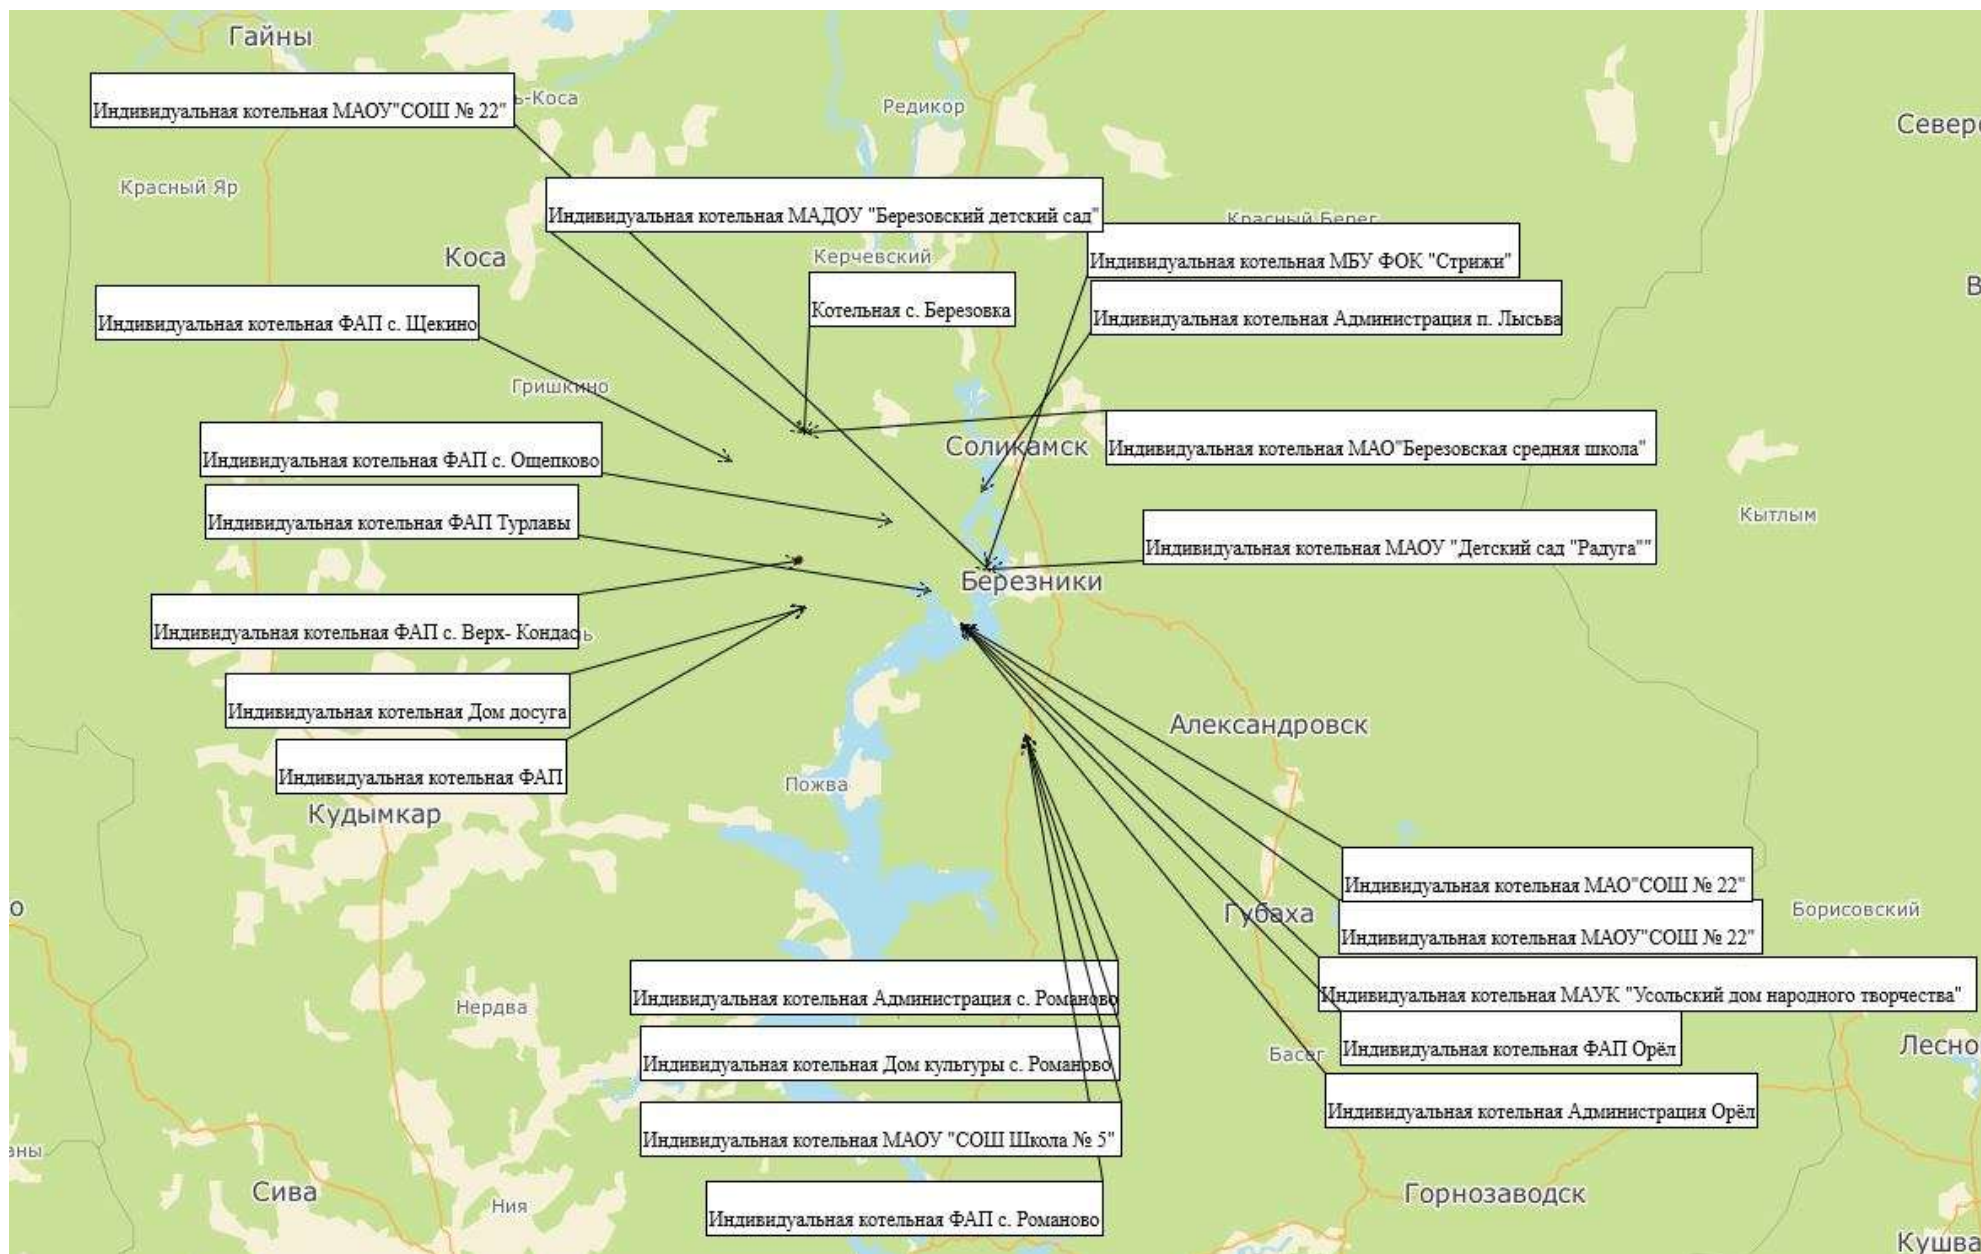 Гайны
Индивидуальная котельная МАОУ"СОШ № 22"
ь-Коса
Редикор
Север
Красный Яр
Индивидуальная котельная МАДОУ "Березовский детский сад"
Красный Берег
Коса
Керчевский
Индивидуальная котельная МБУ ФОК "Стрижи"
В
Котельная с. Березовка
Индивидуальная котельная Администрация п. Лысьва
Индивидуальная котельная ФАП с. Щекино
Гришкино
Соликамск
Индивидуальная котельная МАО"Березовская средняя школа"
Индивидуальная котельная ФАП с. Ощепково
Индивидуальная котельная ФАП Турлавы
Кытлым
Индивидуальная котельная МАОУ "Детский сад "Радуга""
Березники
Индивидуальная котельная ФАП с. Верх- Кондас
ь
Индивидуальная котельная Дом досуга
Александровск
Индивидуальная котельная ФАП
Пожва
Кудымкар
Индивидуальная котельная МАО"СОШ № 22"
о
Губаха
Борисовский
Индивидуальная котельная МАОУ"СОШ № 22"
Индивидуальная котельная Администрация с. Романово
Индивидуальная котельная МАУК "Усольский дом народного творчества"
Нердва
Индивидуальная котельная ФАП Орёл
Басег
Лесно
Индивидуальная котельная Дом культуры с. Романово
Индивидуальная котельная Администрация Орёл
Индивидуальная котельная МАОУ "СОШ Школа № 5"
аны
Сива
Ния
Горнозаводск
Индивидуальная котельная ФАП с. Романово
Кушва